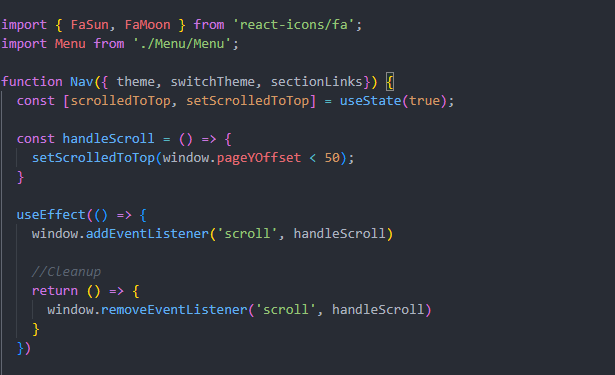 import { FaSun, FaMoon } from 'react-icons/fa';
import Menu from './Menu/Menu';
function Nav({ theme, switchTheme, sectionLinks}) {
const [scrolledToTop, setScrolledToTop] = useState(true);
const handleScroll = () => {
setScrolledToTop(window.pageYOffset < 50);
}
useEffect(() => {
window.addEventListener('scroll', handleScroll)
//Cleanup
return () => {
window.removeEventListener('scroll', handleScroll)
}
})